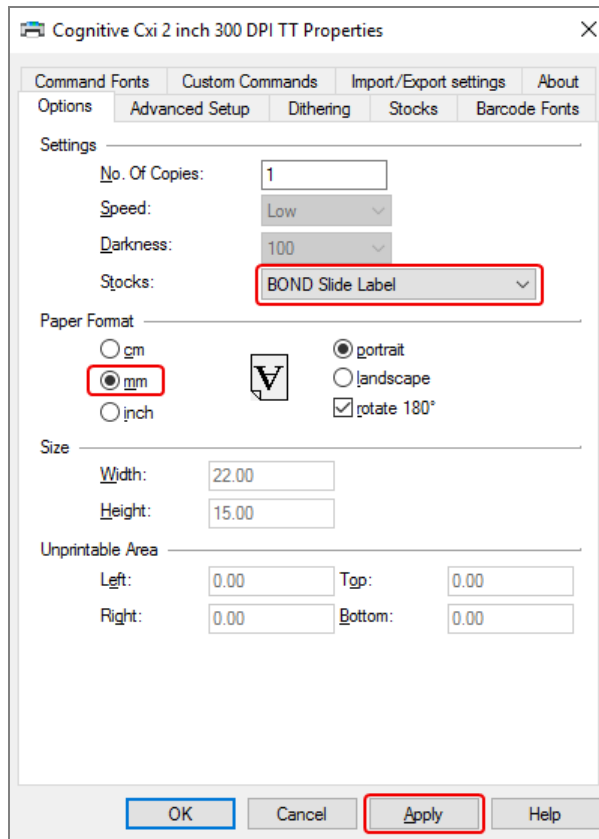 Cognitive Cxi 2 inch 300 DPI TT Properties
Command Fonts Custom Commands Import/Export settings About
Options Advanced Setup Dithering Stocks Barcode Fonts
Settings
No. Of Copies: 1
Speed: Low
Darkness: 100
Stocks: BOND Slide Label
Paper Format
cm portrait
mm A landscape
inch rotate 180°
Size
Width: 22.00
Height: 15.00
Unprintable Area
Left: 0.00 Top: 0.00
Right: 0.00 Bottom: 0.00
OK Cancel Apply Help